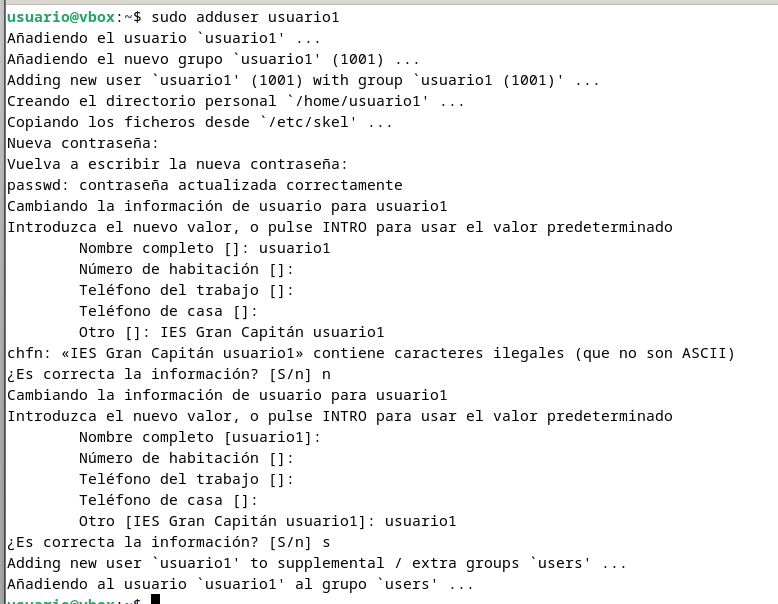 usuario@vbox:~$ sudo adduser usuario1
Añadiendo el usuario `usuario1' ...
Añadiendo el nuevo grupo `usuario1' (1001) ...
Adding new user `usuario1' (1001) with group `usuario1 (1001)' ...
Creando el directorio personal `/home/usuario1' ...
Copiando los ficheros desde `/etc/skel' ...
Nueva contraseña:
Vuelva a escribir la nueva contraseña:
passwd: contraseña actualizada correctamente
Cambiando la información de usuario para usuario1
Introduzca el nuevo valor, o pulse INTRO para usar el valor predeterminado
Nombre completo []: usuario1
Número de habitación []:
Teléfono del trabajo []:
Teléfono de casa []:
Otro []: IES Gran Capitán usuario1
chfn: «IES Gran Capitán usuario1» contiene caracteres ilegales (que no son ASCII)
¿Es correcta la información? [S/n] n
Cambiando la información de usuario para usuario1
Introduzca el nuevo valor, o pulse INTRO para usar el valor predeterminado
Nombre completo [usuario1]:
Número de habitación []:
Teléfono del trabajo []:
Teléfono de casa []:
Otro [IES Gran Capitán usuario1]: usuario1
¿Es correcta la información? [S/n] s
Adding new user `usuario1' to supplemental / extra groups `users' ...
Añadiendo al usuario `usuario1' al grupo `users' ...
usuario@vbox:~$